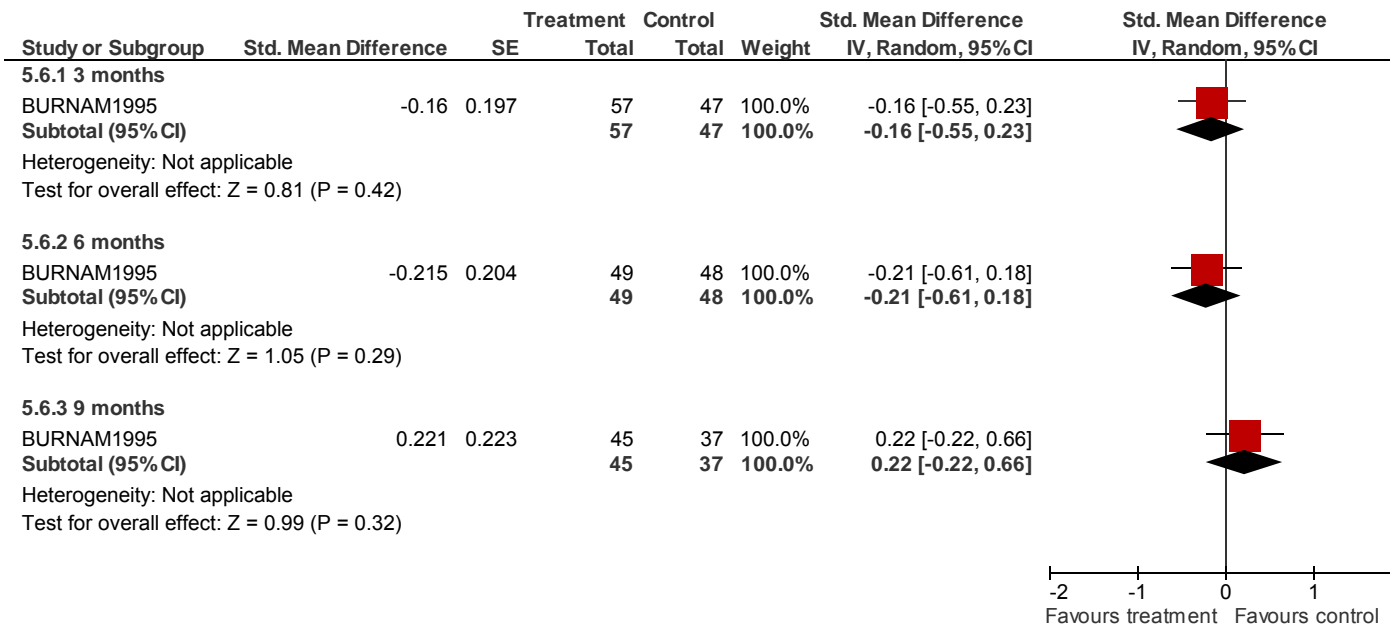 Treatment Control Std. Mean Difference Std. Mean Difference
Study or Subgroup Std. Mean Difference SE Total Total Weight IV, Random, 95% CI IV, Random, 95% CI
5.6.1 3 months
BURNAM1995 -0.16 0.197 57 47 100.0% -0.16 [-0.55, 0.23]
Subtotal (95% CI) 57 47 100.0% -0.16 [-0.55, 0.23]
Heterogeneity: Not applicable
Test for overall effect: Z = 0.81 (P = 0.42)
5.6.2 6 months
BURNAM1995 -0.215 0.204 49 48 100.0% -0.21 [-0.61, 0.18]
Subtotal (95% CI) 49 48 100.0% -0.21 [-0.61, 0.18]
Heterogeneity: Not applicable
Test for overall effect: Z = 1.05 (P = 0.29)
5.6.3 9 months
BURNAM1995 0.221 0.223 45 37 100.0% 0.22 [-0.22, 0.66]
Subtotal (95% CI) 45 37 100.0% 0.22 [-0.22, 0.66]
Heterogeneity: Not applicable
Test for overall effect: Z = 0.99 (P = 0.32)
-2 -1 0 1
Favours treatment Favours control